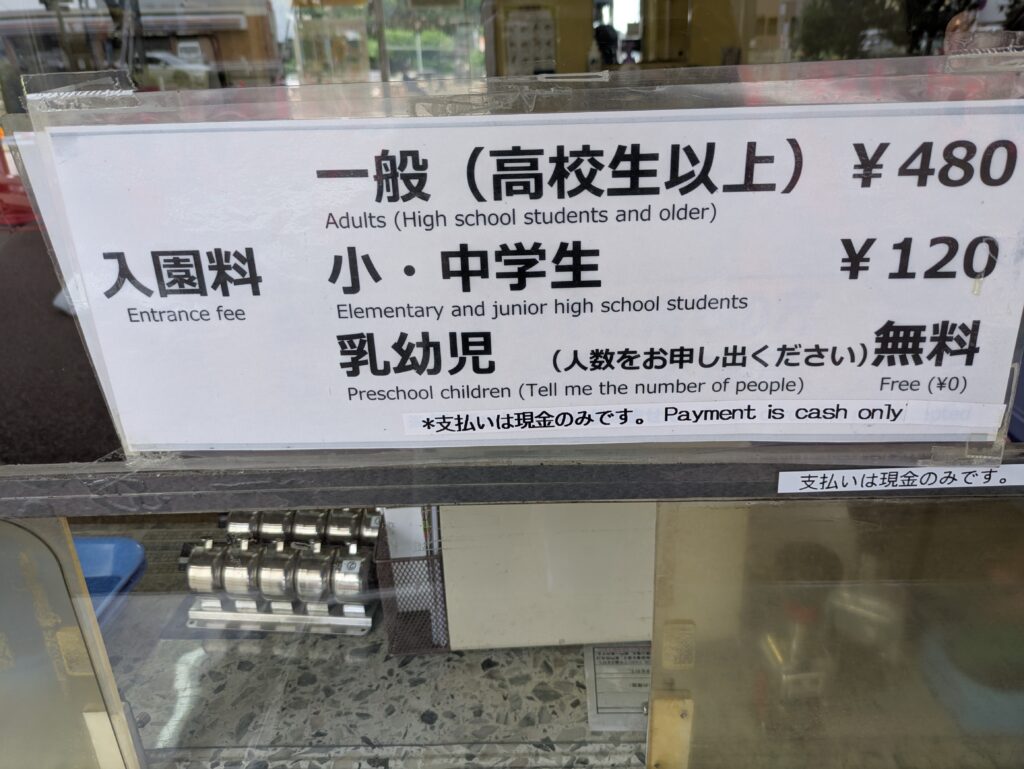 一般（高校生以上） ￥480
Adults (High school students and older)
入園料 小・中学生 ￥120
Entrance fee Elementary and junior high school students
乳幼児 （人数をお申し出ください）無料
Preschool children (Tell me the number of people) Free (¥0)
*支払いは現金のみです。 Payment is cash only
支払いは現金のみです。